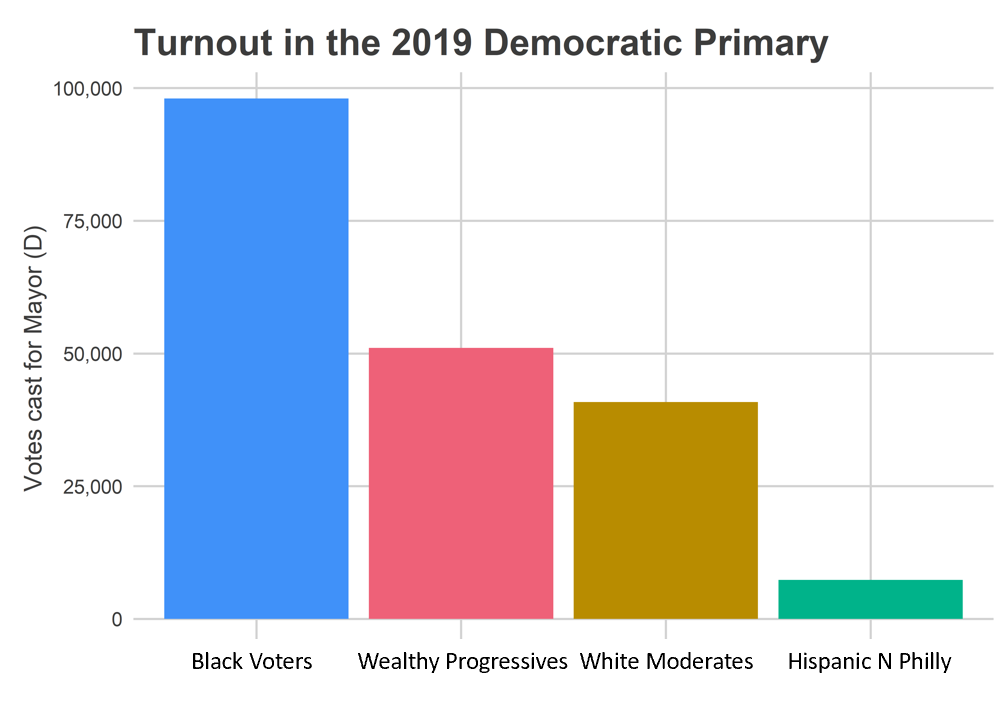 Turnout in the 2019 Democratic Primary
Votes cast for Mayor (D)
100,000
75,000
50,000
25,000
0
Black Voters
Wealthy Progressives
White Moderates
Hispanic N Philly